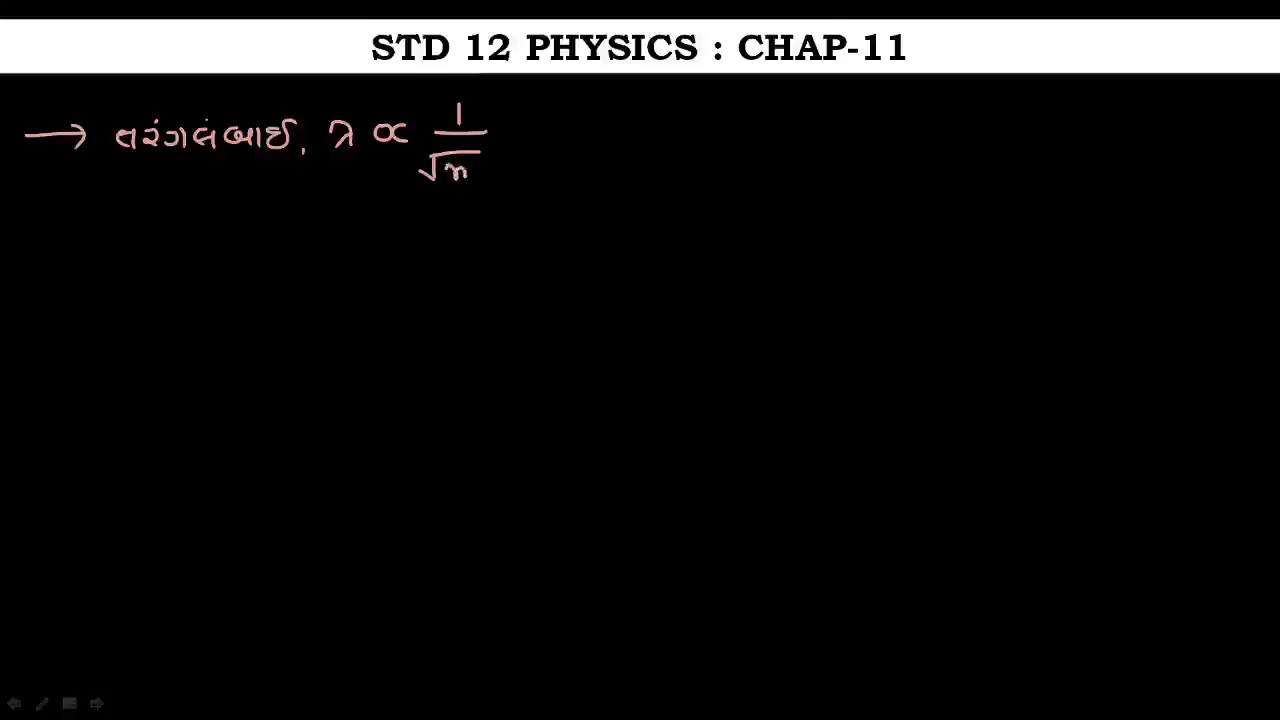 STD 12 PHYSICS : CHAP-11
→ તરંગલંબાઈ, λ ∝ 1/√m